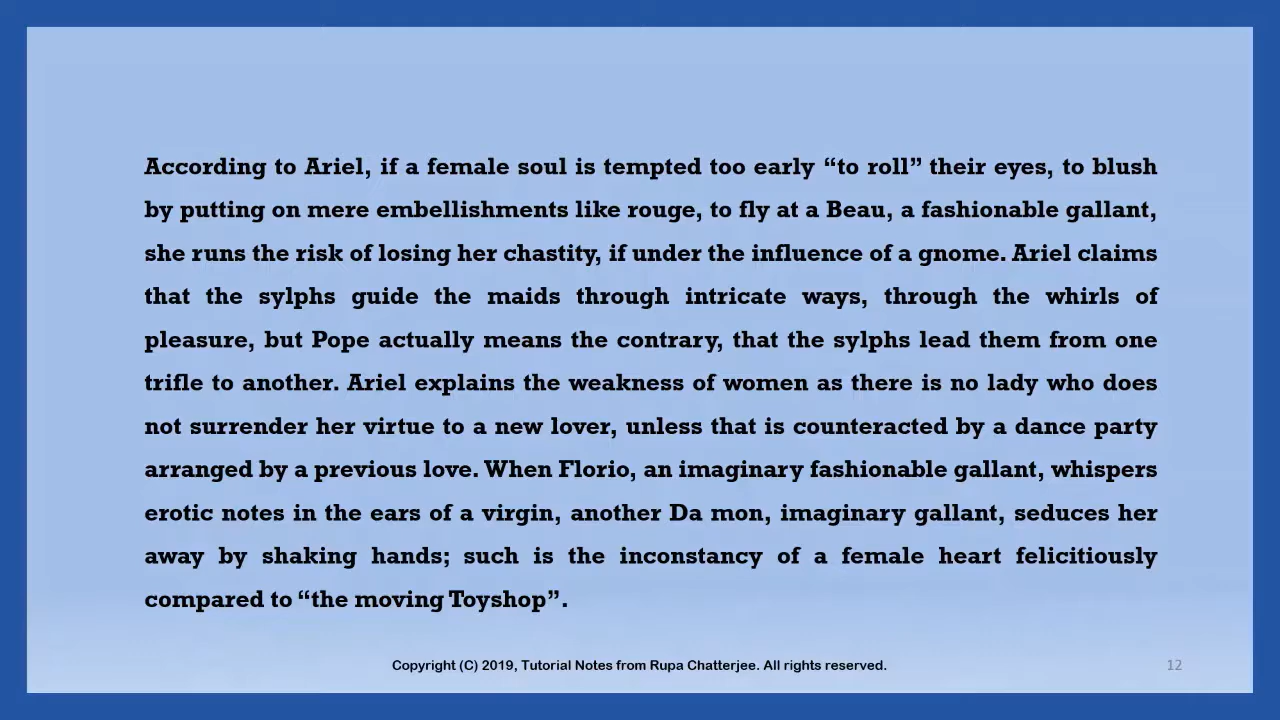 According to Ariel, if a female soul is tempted too early “to roll” their eyes, to blush
by putting on mere embellishments like rouge, to fly at a Beau, a fashionable gallant,
she runs the risk of losing her chastity, if under the influence of a gnome. Ariel claims
that the sylphs guide the maids through intricate ways, through the whirls of
pleasure, but Pope actually means the contrary, that the sylphs lead them from one
trifle to another. Ariel explains the weakness of women as there is no lady who does
not surrender her virtue to a new lover, unless that is counteracted by a dance party
arranged by a previous love. When Florio, an imaginary fashionable gallant, whispers
erotic notes in the ears of a virgin, another Da mon, imaginary gallant, seduces her
away by shaking hands; such is the inconstancy of a female heart felicitiously
compared to “the moving Toyshop”.
Copyright (C) 2019, Tutorial Notes from Rupa Chatterjee. All rights reserved.
12